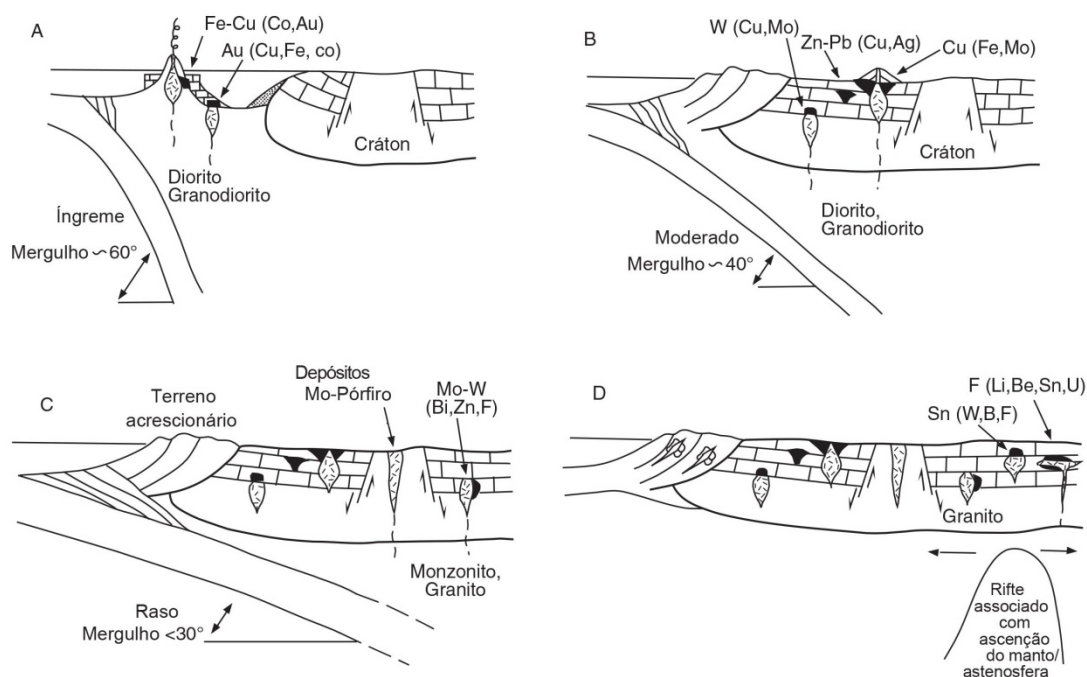 A
Fe-Cu (Co,Au)
Au (Cu,Fe, co)
Cráton
Diorito
Granodiorito
Íngreme
Mergulho ∽60°
B
W (Cu,Mo)
Zn-Pb (Cu,Ag)
Cu (Fe,Mo)
Cráton
Diorito,
Granodiorito
Moderado
Mergulho ∽40°
C
Terreno
acrescionário
Depósitos
Mo-Pórfiro
Mo-W
(Bi,Zn,F)
Monzonito,
Granito
Raso
Mergulho <30°
D
F (Li,Be,Sn,U)
Sn (W,B,F)
Granito
Rifte
associado
com
ascenção
do manto/
astenosfera